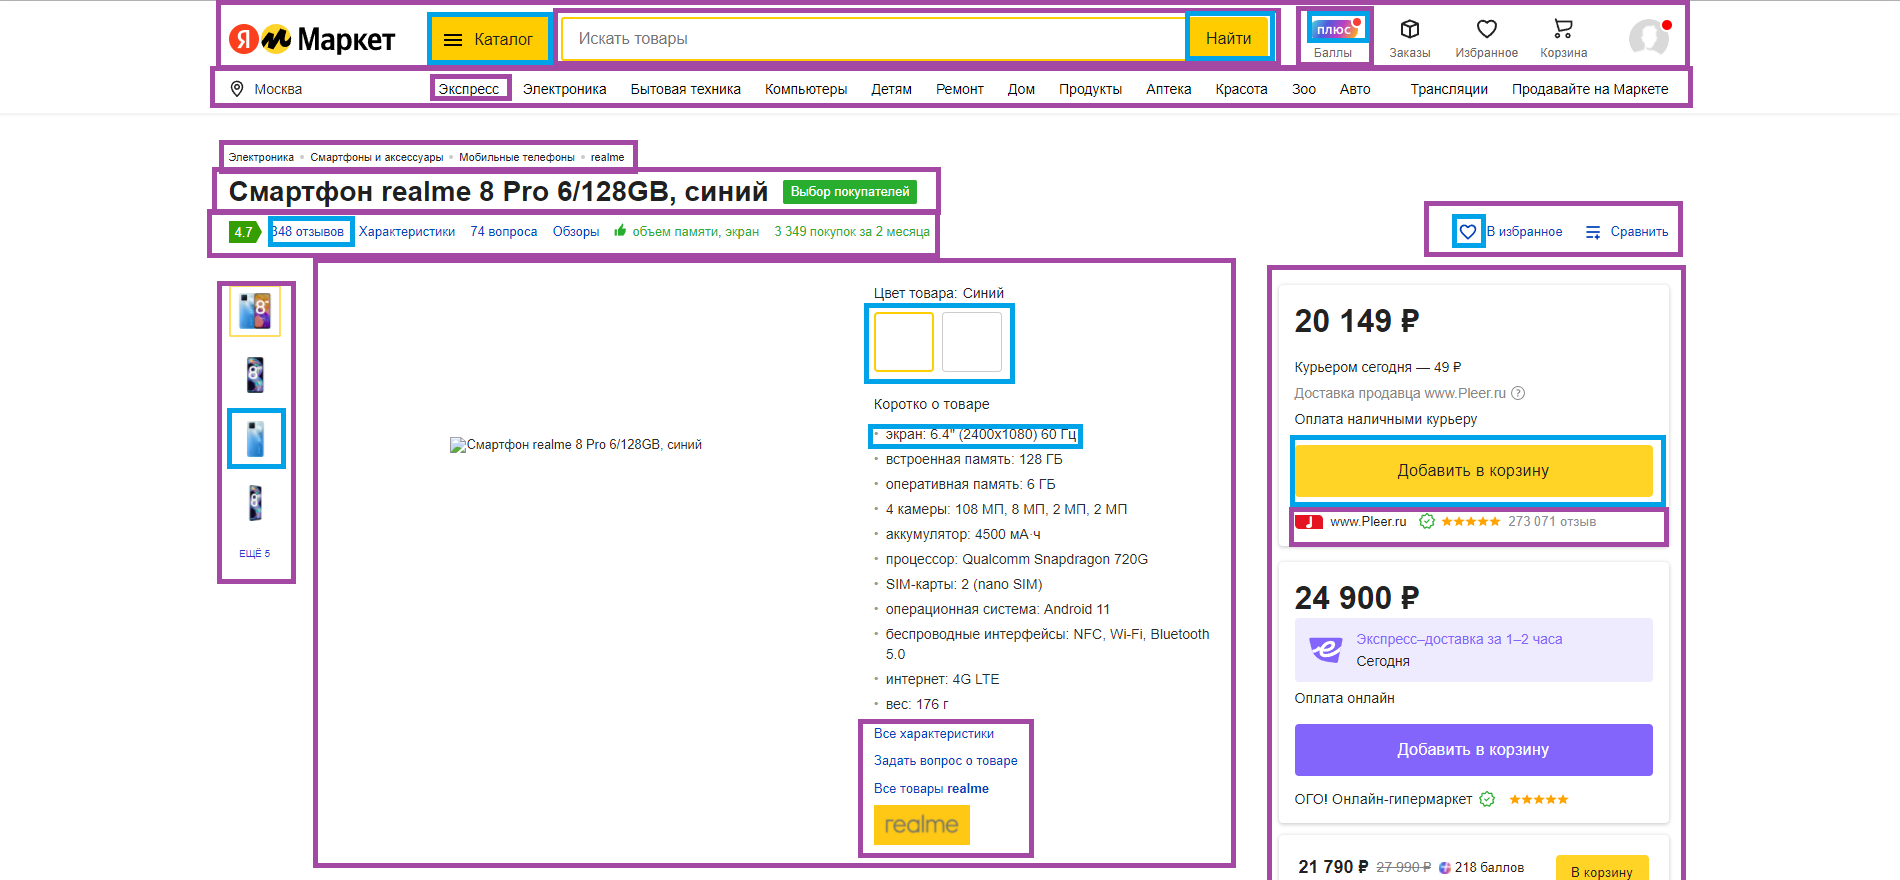 Я М Маркет
Каталог
Искать товары
Найти
плюс
Баллы
Заказы
Избранное
Корзина
Москва
Экспресс
Электроника
Бытовая техника
Компьютеры
Детям
Ремонт
Дом
Продукты
Аптека
Красота
Зоо
Авто
Трансляции
Продавайте на Маркете
Электроника • Смартфоны и аксессуары • Мобильные телефоны • realme
Смартфон realme 8 Pro 6/128GB, синий
Выбор покупателей
4.7
348 отзывов
Характеристики
74 вопроса
Обзоры
объем памяти, экран
3 349 покупок за 2 месяца
В избранное
Сравнить
8
8
8
ЕЩЁ 5
Смартфон realme 8 Pro 6/128GB, синий
Цвет товара: Синий
Коротко о товаре
• экран: 6.4" (2400x1080) 60 Гц
• встроенная память: 128 ГБ
• оперативная память: 6 ГБ
• 4 камеры: 108 МП, 8 МП, 2 МП, 2 МП
• аккумулятор: 4500 мА·ч
• процессор: Qualcomm Snapdragon 720G
• SIM-карты: 2 (nano SIM)
• операционная система: Android 11
• беспроводные интерфейсы: NFC, Wi-Fi, Bluetooth
5.0
• интернет: 4G LTE
• вес: 176 г
Все характеристики
Задать вопрос о товаре
Все товары realme
realme
20 149 ₽
Курьером сегодня — 49 ₽
Доставка продавца www.Pleer.ru ?
Оплата наличными курьеру
Добавить в корзину
www.Pleer.ru
★★★★★ 273 071 отзыв
24 900 ₽
Экспресс–доставка за 1–2 часа
Сегодня
Оплата онлайн
Добавить в корзину
ОГО! Онлайн-гипермаркет
★★★★★
21 790 ₽ 27 990 ₽ 218 баллов
В корзину